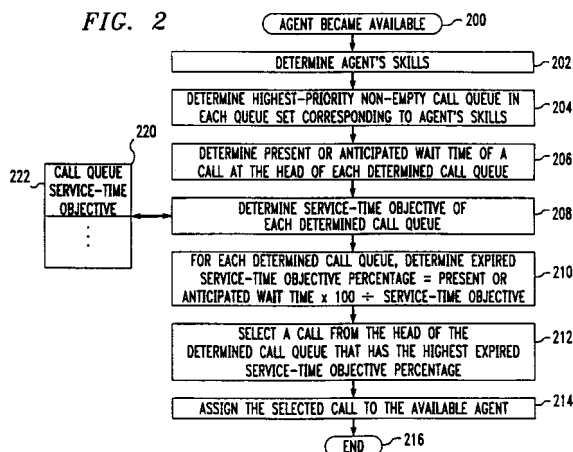 FIG. 2
AGENT BECAME AVAILABLE
200
DETERMINE AGENT'S SKILLS
202
DETERMINE HIGHEST-PRIORITY NON-EMPTY CALL QUEUE IN
EACH QUEUE SET CORRESPONDING TO AGENT'S SKILLS
204
220
222
CALL QUEUE
SERVICE-TIME
OBJECTIVE
DETERMINE PRESENT OR ANTICIPATED WAIT TIME OF A
CALL AT THE HEAD OF EACH DETERMINED CALL QUEUE
206
DETERMINE SERVICE-TIME OBJECTIVE OF
EACH DETERMINED CALL QUEUE
208
FOR EACH DETERMINED CALL QUEUE, DETERMINE EXPIRED
SERVICE-TIME OBJECTIVE PERCENTAGE = PRESENT OR
ANTICIPATED WAIT TIME x 100 ÷ SERVICE-TIME OBJECTIVE
210
SELECT A CALL FROM THE HEAD OF THE
DETERMINED CALL QUEUE THAT HAS THE HIGHEST EXPIRED
SERVICE-TIME OBJECTIVE PERCENTAGE
212
ASSIGN THE SELECTED CALL TO THE AVAILABLE AGENT
214
END
216